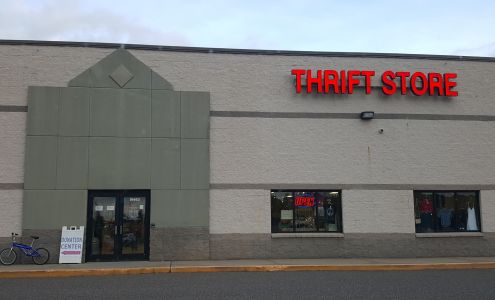 THRIFT STORE
OPEN
DONATION
CENTER